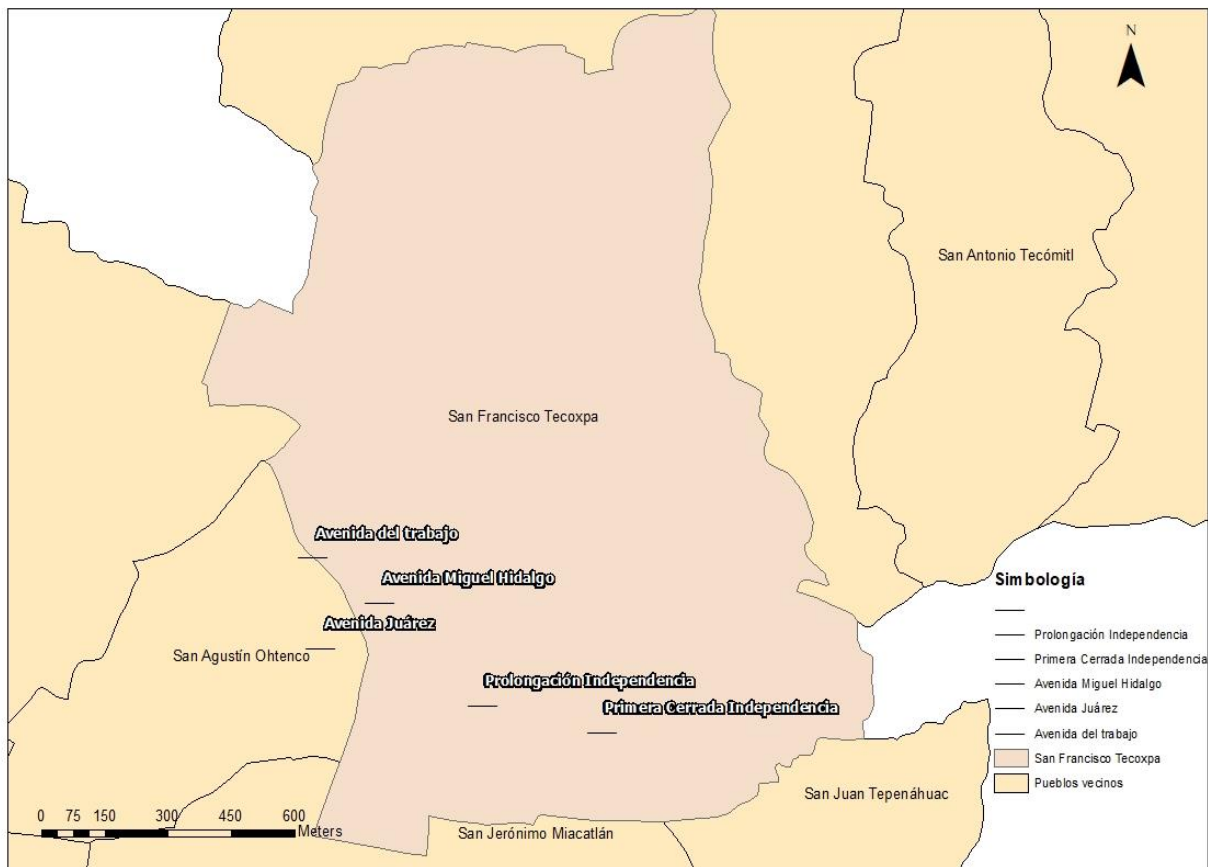 N
San Antonio Tecómitl
San Francisco Tecoxpa
Avenida del trabajo
Avenida Miguel Hidalgo
Avenida Juárez
San Agustín Ohtenco
Prolongación Independencia
Primera Cerrada Independencia
San Juan Tepenáhuac
San Jerónimo Miacatlán
0 75 150 300 450 600
Meters
Simbología
Prolongación Independencia
Primera Cerrada Independencia
Avenida Miguel Hidalgo
Avenida Juárez
Avenida del trabajo
San Francisco Tecoxpa
Pueblos vecinos